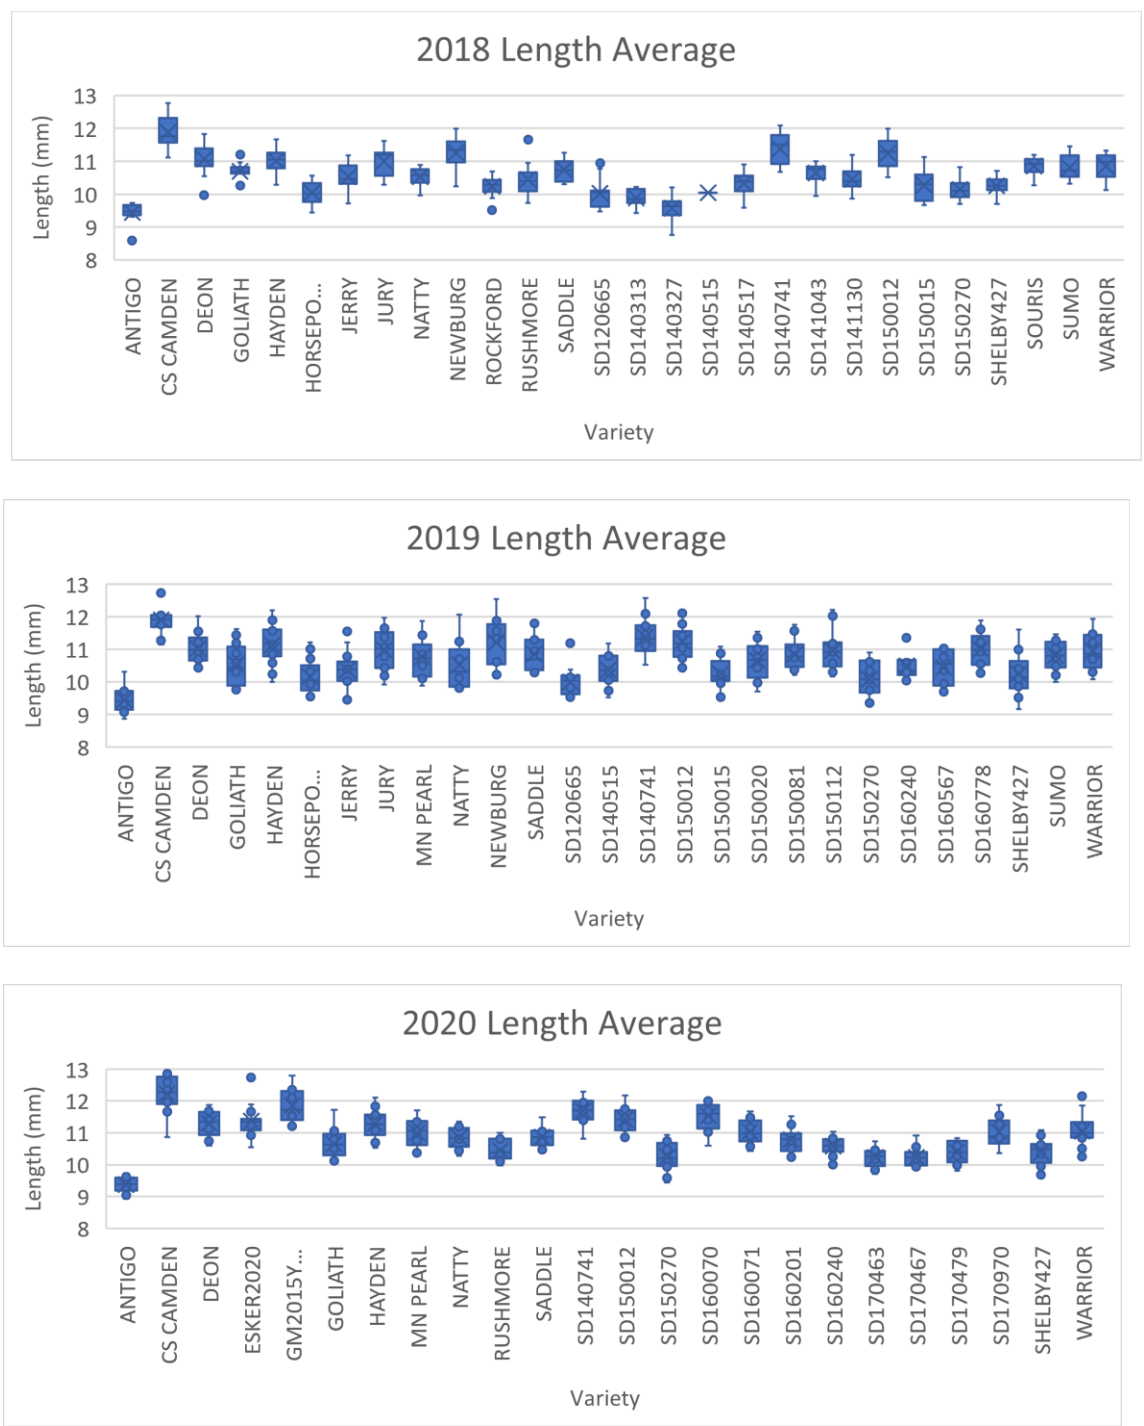 2018 Length Average
Length (mm)
13
12
11
10
9
8
ANTIGO
CS CAMDEN
DEON
GOLIATH
HAYDEN
HORSEPO...
JERRY
JURY
NATTY
NEWBURG
ROCKFORD
RUSHMORE
SADDLE
SD120665
SD140313
SD140327
SD140515
SD140517
SD140741
SD141043
SD141130
SD150012
SD150015
SD150270
SHELBY427
SOURIS
SUMO
WARRIOR
Variety
2019 Length Average
Length (mm)
13
12
11
10
9
8
ANTIGO
CS CAMDEN
DEON
GOLIATH
HAYDEN
HORSEPO...
JERRY
JURY
MN PEARL
NATTY
NEWBURG
SADDLE
SD120665
SD140515
SD140741
SD150012
SD150015
SD150020
SD150081
SD150112
SD150270
SD160240
SD160567
SD160778
SHELBY427
SUMO
WARRIOR
Variety
2020 Length Average
Length (mm)
13
12
11
10
9
8
ANTIGO
CS CAMDEN
DEON
ESKER2020
GM2015Y...
GOLIATH
HAYDEN
MN PEARL
NATTY
RUSHMORE
SADDLE
SD140741
SD150012
SD150270
SD160070
SD160071
SD160201
SD160240
SD170463
SD170467
SD170479
SD170970
SHELBY427
WARRIOR
Variety